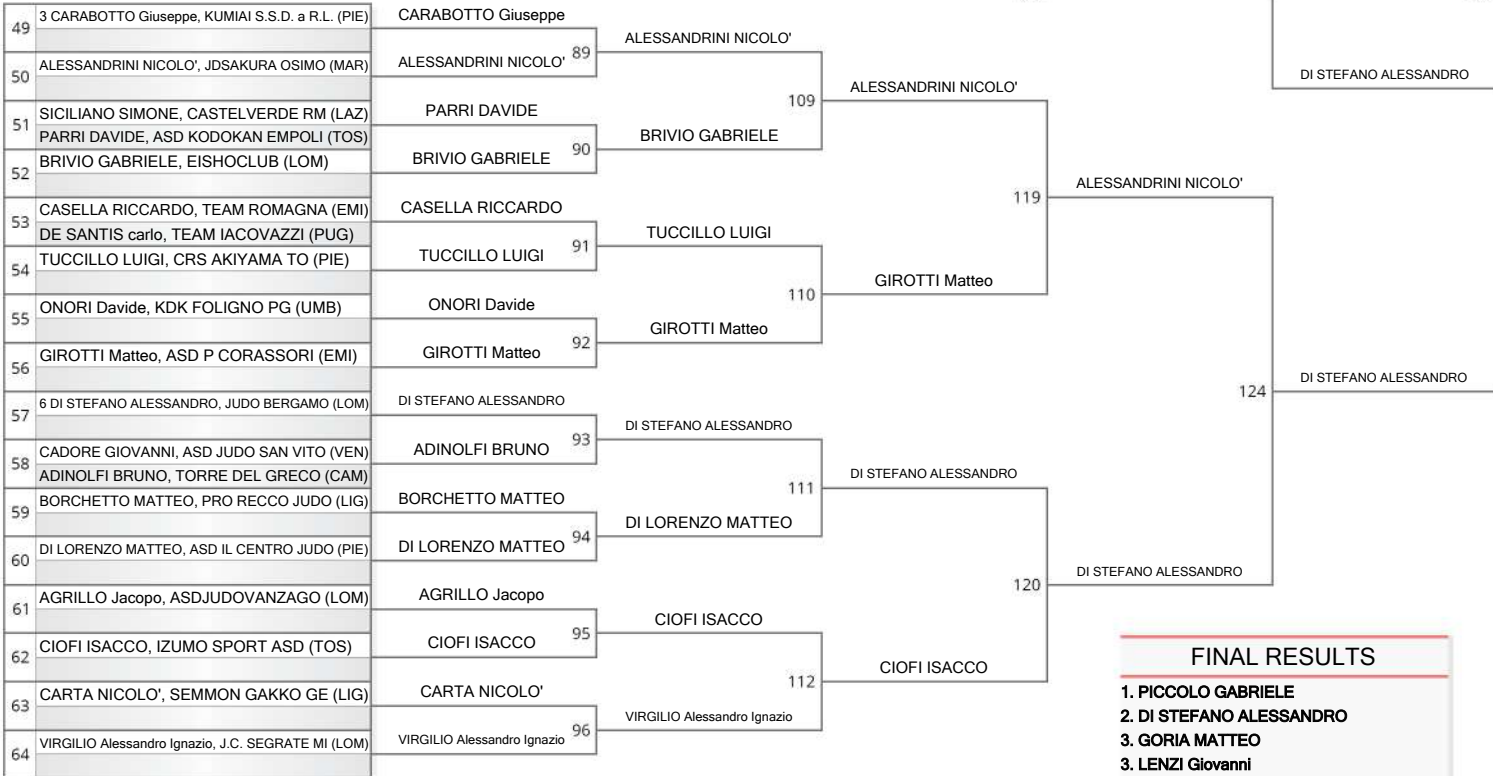 49
3 CARABOTTO Giuseppe, KUMIAI S.S.D. a R.L. (PIE)
50
ALESSANDRINI NICOLO', JDSAKURA OSIMO (MAR)
51
SICILIANO SIMONE, CASTELVERDE RM (LAZ)
PARRI DAVIDE, ASD KODOKAN EMPOLI (TOS)
52
BRIVIO GABRIELE, EISHOCLUB (LOM)
53
CASELLA RICCARDO, TEAM ROMAGNA (EMI)
DE SANTIS carlo, TEAM IACOVAZZI (PUG)
54
TUCCILLO LUIGI, CRS AKIYAMA TO (PIE)
55
ONORI Davide, KDK FOLIGNO PG (UMB)
56
GIROTTI Matteo, ASD P CORASSORI (EMI)
57
6 DI STEFANO ALESSANDRO, JUDO BERGAMO (LOM)
58
CADORE GIOVANNI, ASD JUDO SAN VITO (VEN)
ADINOLFI BRUNO, TORRE DEL GRECO (CAM)
59
BORCHETTO MATTEO, PRO RECCO JUDO (LIG)
60
DI LORENZO MATTEO, ASD IL CENTRO JUDO (PIE)
61
AGRILLO Jacopo, ASDJUDOVANZAGO (LOM)
62
CIOFI ISACCO, IZUMO SPORT ASD (TOS)
63
CARTA NICOLO', SEMMON GAKKO GE (LIG)
64
VIRGILIO Alessandro Ignazio, J.C. SEGRATE MI (LOM)
CARABOTTO Giuseppe
89
ALESSANDRINI NICOLO'
PARRI DAVIDE
90
BRIVIO GABRIELE
CASELLA RICCARDO
91
TUCCILLO LUIGI
ONORI Davide
92
GIROTTI Matteo
DI STEFANO ALESSANDRO
93
ADINOLFI BRUNO
BORCHETTO MATTEO
94
DI LORENZO MATTEO
AGRILLO Jacopo
95
CIOFI ISACCO
CARTA NICOLO'
96
VIRGILIO Alessandro Ignazio
ALESSANDRINI NICOLO'
109
BRIVIO GABRIELE
TUCCILLO LUIGI
110
GIROTTI Matteo
DI STEFANO ALESSANDRO
111
DI LORENZO MATTEO
CIOFI ISACCO
112
VIRGILIO Alessandro Ignazio
ALESSANDRINI NICOLO'
119
GIROTTI Matteo
DI STEFANO ALESSANDRO
120
CIOFI ISACCO
ALESSANDRINI NICOLO'
124
DI STEFANO ALESSANDRO
DI STEFANO ALESSANDRO
DI STEFANO ALESSANDRO
FINAL RESULTS
1. PICCOLO GABRIELE
2. DI STEFANO ALESSANDRO
3. GORIA MATTEO
3. LENZI Giovanni